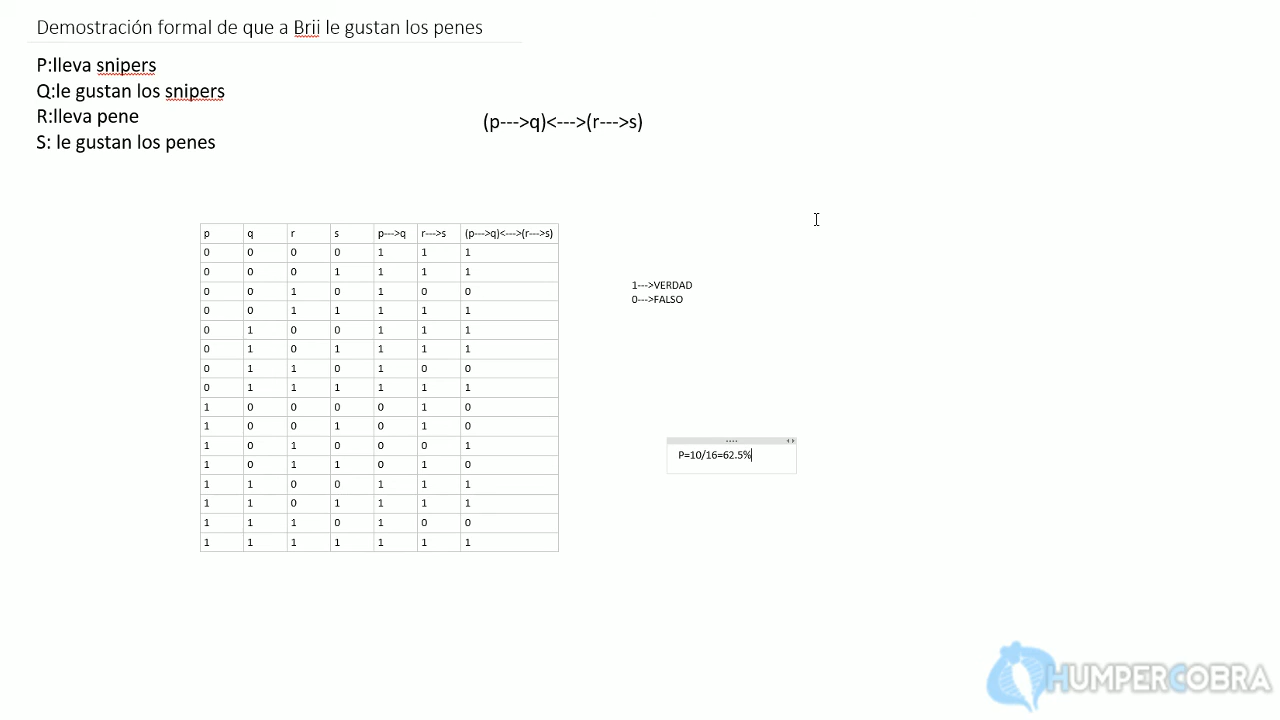 Demostración formal de que a Brii le gustan los penes
P:lleva snipers
Q:le gustan los snipers
R:lleva pene
S: le gustan los penes
(p--->q)<--->(r--->s)
p q r s p--->q r--->s (p--->q)<--->(r--->s)
0 0 0 0 1 1 1
0 0 0 1 1 1 1
0 0 1 0 1 0 0
0 0 1 1 1 1 1
0 1 0 0 1 1 1
0 1 0 1 1 1 1
0 1 1 0 1 0 0
0 1 1 1 1 1 1
1 0 0 0 0 1 0
1 0 0 1 0 1 0
1 0 1 0 0 0 1
1 0 1 1 0 1 0
1 1 0 0 1 1 1
1 1 0 1 1 1 1
1 1 1 0 1 0 0
1 1 1 1 1 1 1
1--->VERDAD
0--->FALSO
P=10/16=62.5%
HUMPERCOBRA